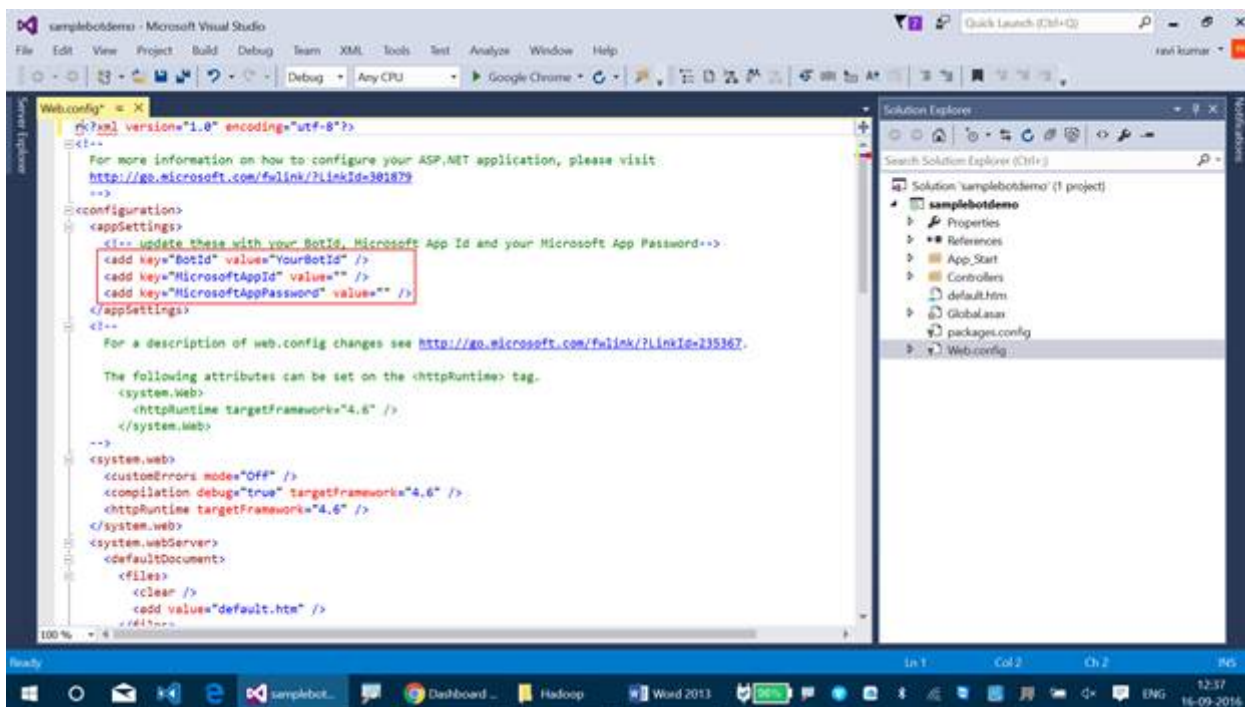 samplebotdemo - Microsoft Visual Studio
Quick Launch (Ctrl+Q)
File Edit View Project Build Debug Team XML Tools Test Analyze Window Help
ravi kumar
Debug Any CPU Google Chrome
Server Explorer
Web.config*
<?xml version="1.0" encoding="utf-8"?>
<!--
For more information on how to configure your ASP.NET application, please visit
http://go.microsoft.com/fwlink/?LinkId=301879
-->
<configuration>
<appSettings>
<!-- update these with your BotId, Microsoft App Id and your Microsoft App Password-->
<add key="BotId" value="YourBotId" />
<add key="MicrosoftAppId" value="" />
<add key="MicrosoftAppPassword" value="" />
</appSettings>
<!--
For a description of web.config changes see http://go.microsoft.com/fwlink/?LinkId=235367.
The following attributes can be set on the <httpRuntime> tag.
<system.Web>
<httpRuntime targetFramework="4.6" />
</system.Web>
-->
<system.web>
<customErrors mode="Off" />
<compilation debug="true" targetFramework="4.6" />
<httpRuntime targetFramework="4.6" />
</system.web>
<system.webServer>
<defaultDocument>
<files>
<clear />
<add value="default.htm" />
</files>
100 %
Solution Explorer
Search Solution Explorer (Ctrl+;)
Solution 'samplebotdemo' (1 project)
samplebotdemo
Properties
References
App_Start
Controllers
default.htm
Global.asax
packages.config
Web.config
Notifications
Ready Ln 1 Col 2 Ch 2 INS
samplebot... Dashboard ... Hadoop Word 2013 ENG 12:37
16-09-2016